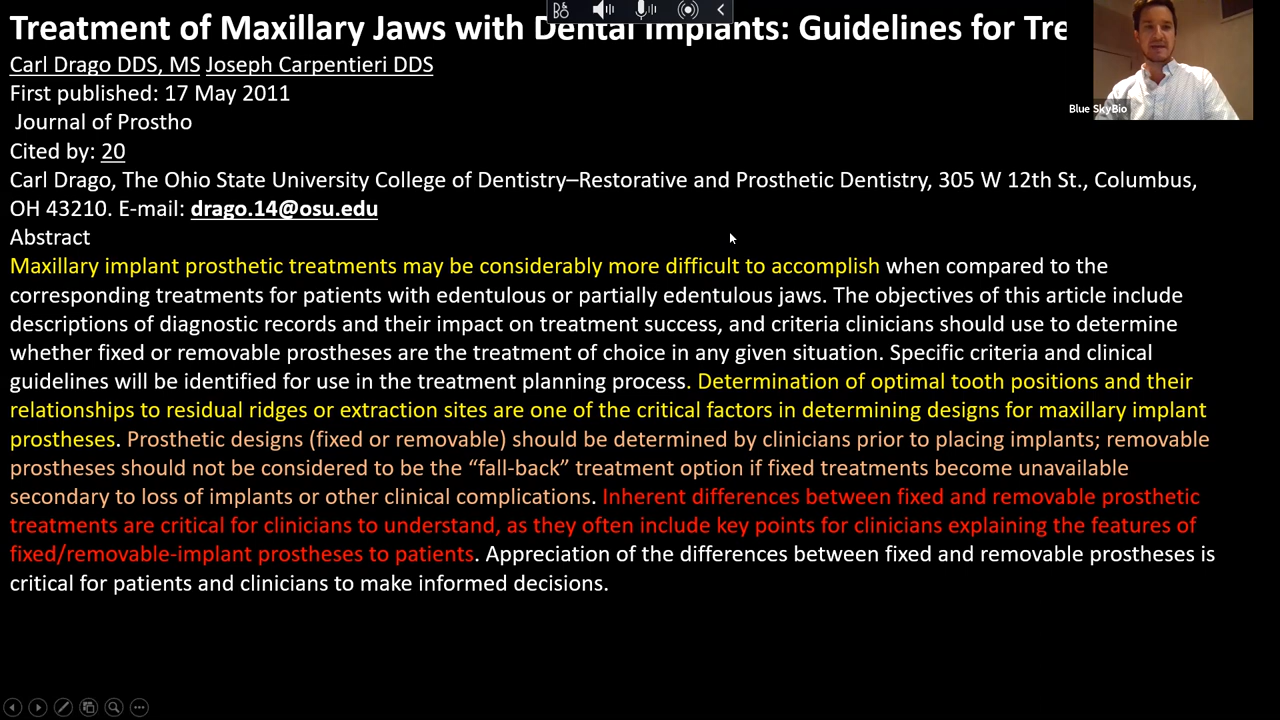 Treatment of Maxillary Jaws with Dental Implants: Guidelines for Tre
Carl Drago DDS, MS Joseph Carpentieri DDS
First published: 17 May 2011
Blue SkyBio
Journal of Prostho
Cited by: 20
Carl Drago, The Ohio State University College of Dentistry–Restorative and Prosthetic Dentistry, 305 W 12th St., Columbus,
OH 43210. E-mail: drago.14@osu.edu
Abstract
Maxillary implant prosthetic treatments may be considerably more difficult to accomplish when compared to the
corresponding treatments for patients with edentulous or partially edentulous jaws. The objectives of this article include
descriptions of diagnostic records and their impact on treatment success, and criteria clinicians should use to determine
whether fixed or removable prostheses are the treatment of choice in any given situation. Specific criteria and clinical
guidelines will be identified for use in the treatment planning process. Determination of optimal tooth positions and their
relationships to residual ridges or extraction sites are one of the critical factors in determining designs for maxillary implant
prostheses. Prosthetic designs (fixed or removable) should be determined by clinicians prior to placing implants; removable
prostheses should not be considered to be the “fall-back” treatment option if fixed treatments become unavailable
secondary to loss of implants or other clinical complications. Inherent differences between fixed and removable prosthetic
treatments are critical for clinicians to understand, as they often include key points for clinicians explaining the features of
fixed/removable-implant prostheses to patients. Appreciation of the differences between fixed and removable prostheses is
critical for patients and clinicians to make informed decisions.